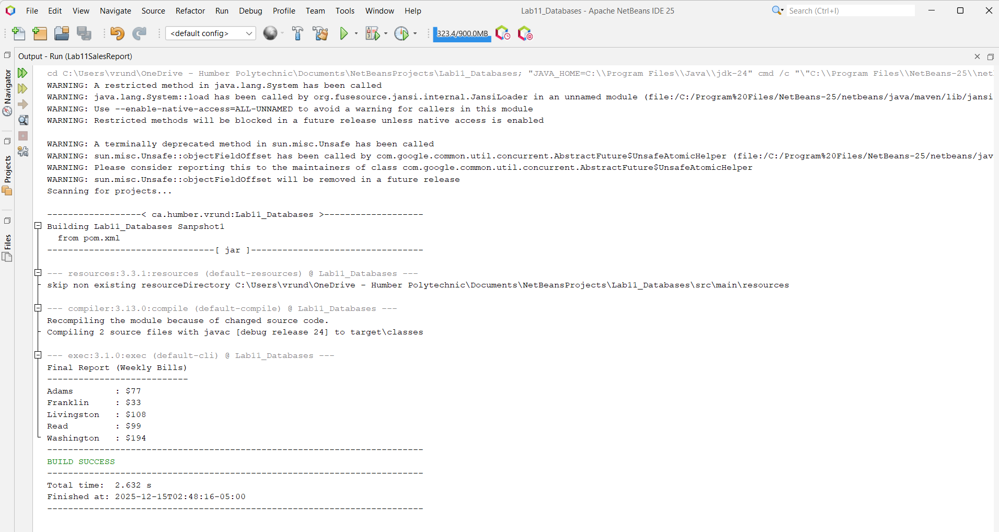 File Edit View Navigate Source Refactor Run Debug Profile Team Tools Window Help
Lab11_Databases - Apache NetBeans IDE 25
Search (Ctrl+I)
<default config>
323.4/900.0MB
Output - Run (Lab11SalesReport)
Navigator
Projects
Files
cd C:\Users\vrund\OneDrive - Humber Polytechnic\Documents\NetBeansProjects\Lab11_Databases; "JAVA_HOME=C:\\Program Files\\Java\\jdk-24" cmd /c "\"C:\\Program Files\\NetBeans-25\\net
WARNING: A restricted method in java.lang.System has been called
WARNING: java.lang.System::load has been called by org.fusesource.jansi.internal.JansiLoader in an unnamed module (file:/C:/Program%20Files/NetBeans-25/netbeans/java/maven/lib/jansi
WARNING: Use --enable-native-access=ALL-UNNAMED to avoid a warning for callers in this module
WARNING: Restricted methods will be blocked in a future release unless native access is enabled
WARNING: A terminally deprecated method in sun.misc.Unsafe has been called
WARNING: sun.misc.Unsafe::objectFieldOffset has been called by com.google.common.util.concurrent.AbstractFuture$UnsafeAtomicHelper (file:/C:/Program%20Files/NetBeans-25/netbeans/jav
WARNING: Please consider reporting this to the maintainers of class com.google.common.util.concurrent.AbstractFuture$UnsafeAtomicHelper
WARNING: sun.misc.Unsafe::objectFieldOffset will be removed in a future release
Scanning for projects...
------------------< ca.humber.vrund:Lab11_Databases >-------------------
Building Lab11_Databases Sanpshot1
from pom.xml
--------------------------------[ jar ]---------------------------------
--- resources:3.3.1:resources (default-resources) @ Lab11_Databases ---
skip non existing resourceDirectory C:\Users\vrund\OneDrive - Humber Polytechnic\Documents\NetBeansProjects\Lab11_Databases\src\main\resources
--- compiler:3.13.0:compile (default-compile) @ Lab11_Databases ---
Recompiling the module because of changed source code.
Compiling 2 source files with javac [debug release 24] to target\classes
--- exec:3.1.0:exec (default-cli) @ Lab11_Databases ---
Final Report (Weekly Bills)
---------------------------
Adams : $77
Franklin : $33
Livingston : $108
Read : $99
Washington : $194
------------------------------------------------------------------------
BUILD SUCCESS
------------------------------------------------------------------------
Total time: 2.632 s
Finished at: 2025-12-15T02:48:16-05:00
------------------------------------------------------------------------